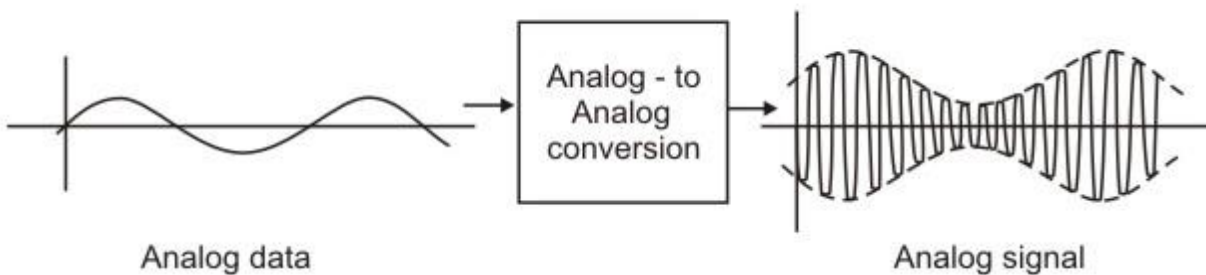 Analog - to
Analog
conversion
Analog data
Analog signal